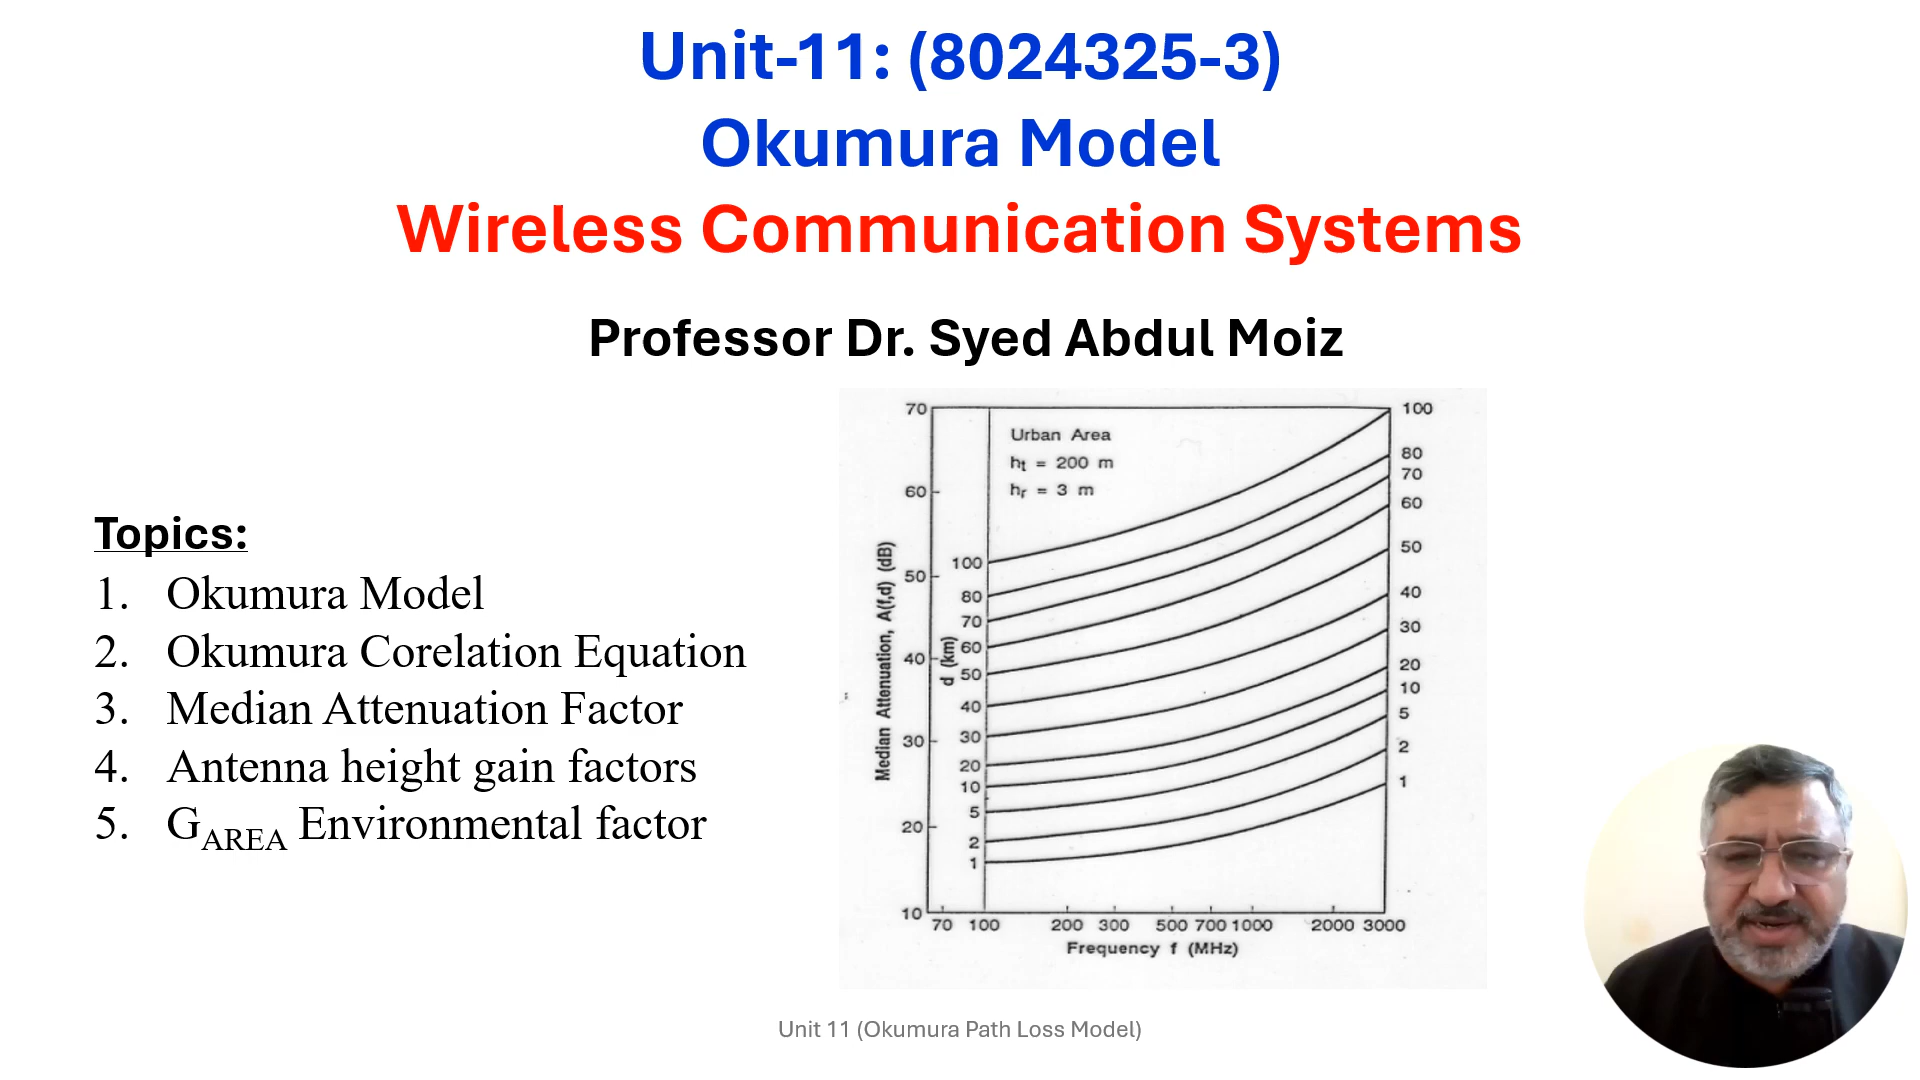 Unit-11: (8024325-3)
Okumura Model
Wireless Communication Systems
Professor Dr. Syed Abdul Moiz
Topics:
1. Okumura Model
2. Okumura Corelation Equation
3. Median Attenuation Factor
4. Antenna height gain factors
5. GAREA Environmental factor
Urban Area
ht = 200 m
hr = 3 m
Median Attenuation, A(f,d) (dB)
70
60
50
40
30
20
10
d (km)
100
80
70
60
50
40
30
20
10
5
2
1
100
80
70
60
50
40
30
20
10
5
2
1
70 100 200 300 500 700 1000 2000 3000
Frequency f (MHz)
Unit 11 (Okumura Path Loss Model)